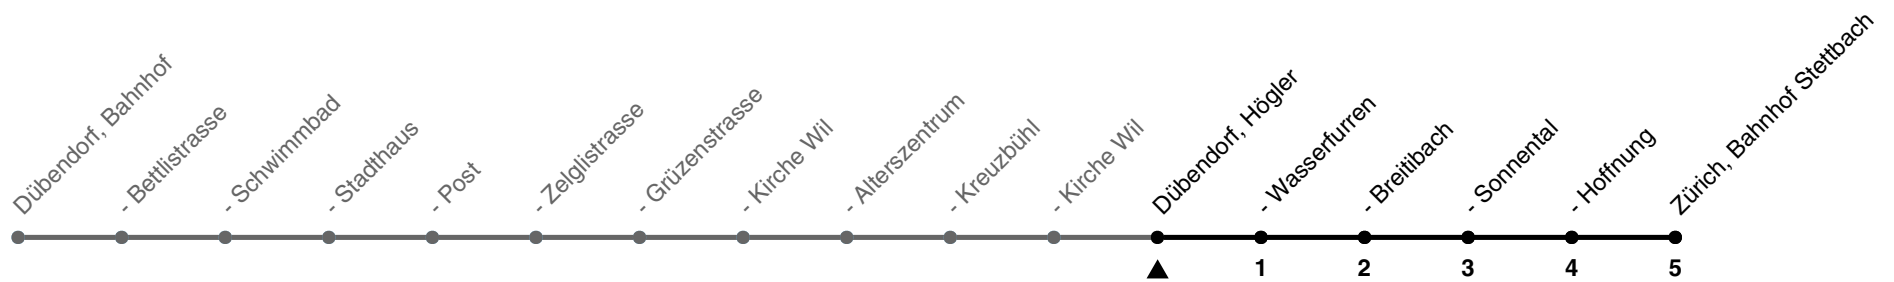 Dübendorf, Bahnhof
- Bettlistrasse
- Schwimmbad
- Stadthaus
- Post
- Zelglistrasse
- Grüzenstrasse
- Kirche Wil
- Alterszentrum
- Kreuzbühl
- Kirche Wil
Dübendorf, Högler
- Wasserfurren
- Breitibach
- Sonnental
- Hoffnung
Zürich, Bahnhof Stettbach
1 2 3 4 5